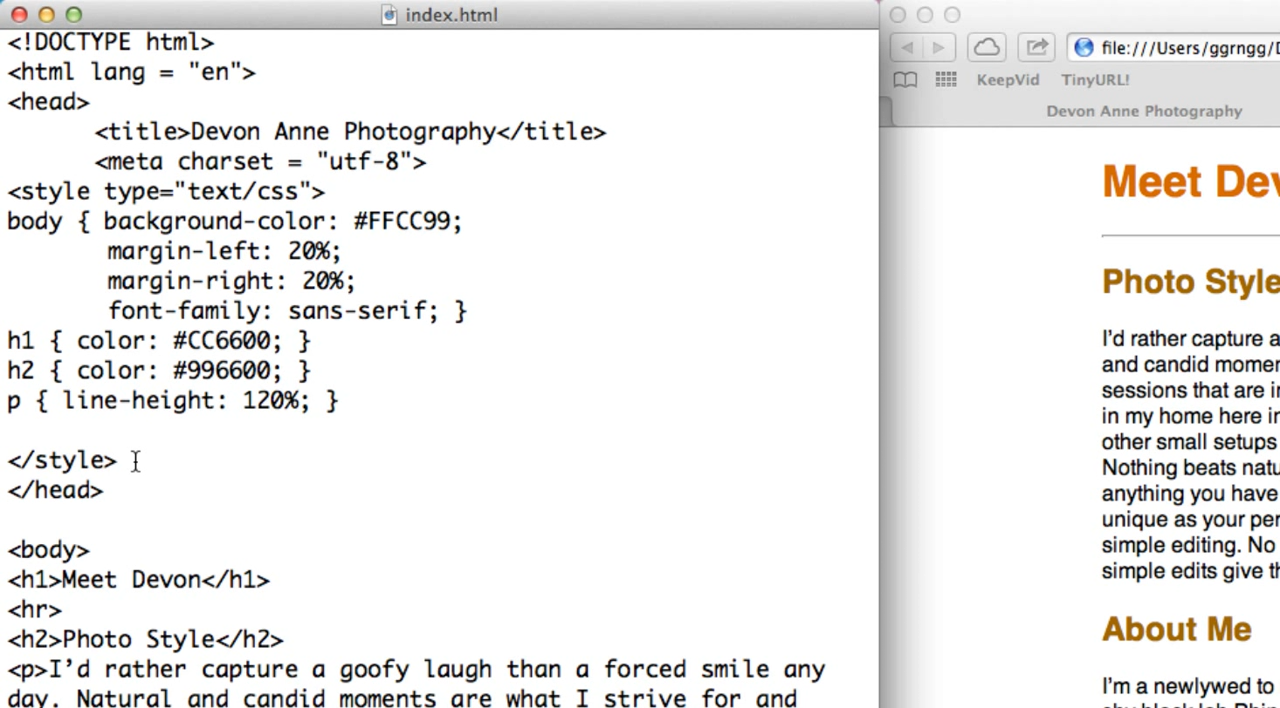 index.html
<!DOCTYPE html>
<html lang = "en">
<head>
<title>Devon Anne Photography</title>
<meta charset = "utf-8">
<style type="text/css">
body { background-color: #FFCC99;
margin-left: 20%;
margin-right: 20%;
font-family: sans-serif; }
h1 { color: #CC6600; }
h2 { color: #996600; }
p { line-height: 120%; }
</style>
</head>
<body>
<h1>Meet Devon</h1>
<hr>
<h2>Photo Style</h2>
<p>I’d rather capture a goofy laugh than a forced smile any
day. Natural and candid moments are what I strive for and
file:///Users/ggrngg/D
KeepVid TinyURL!
Devon Anne Photography
Meet Dev
Photo Style
I’d rather capture a
and candid momen
sessions that are in
in my home here in
other small setups
Nothing beats natu
anything you have
unique as your per
simple editing. No
simple edits give th
About Me
I’m a newlywed to